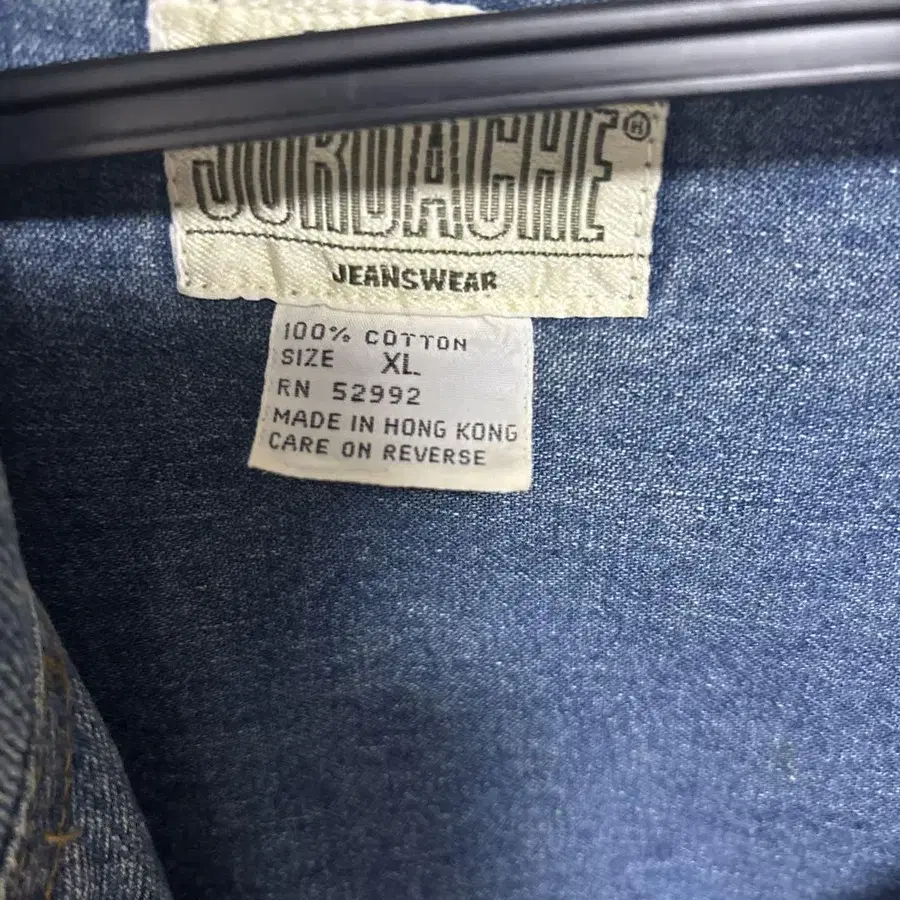 JORDACHE®
JEANSWEAR
100% COTTON
SIZE XL
RN 52992
MADE IN HONG KONG
CARE ON REVERSE